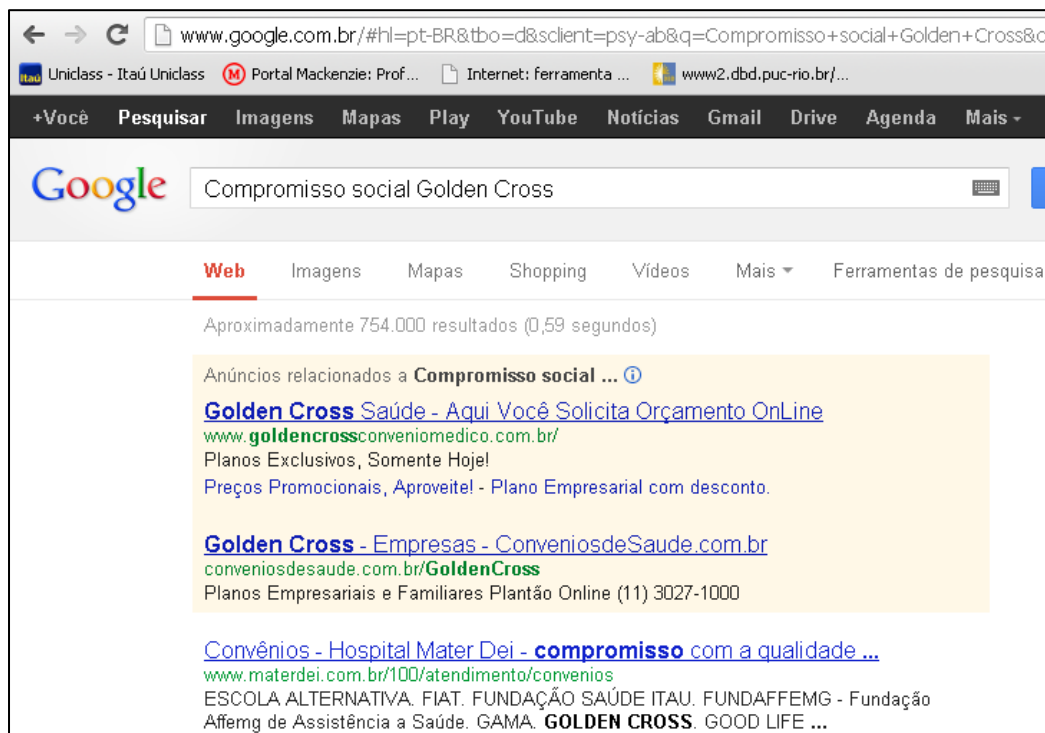 www.google.com.br/#hl=pt-BR&tbo=d&sclient=psy-ab&q=Compromisso+social+Golden+Cross&c
Itaú Uniclass - Itaú Uniclass M Portal Mackenzie: Prof... Internet: ferramenta ... www2.dbd.puc-rio.br/...
+Você Pesquisar Imagens Mapas Play YouTube Notícias Gmail Drive Agenda Mais
Google Compromisso social Golden Cross
Web Imagens Mapas Shopping Vídeos Mais Ferramentas de pesquisa
Aproximadamente 754.000 resultados (0,59 segundos)
Anúncios relacionados a Compromisso social ...
Golden Cross Saúde - Aqui Você Solicita Orçamento OnLine
www.goldencrossconveniomedico.com.br/
Planos Exclusivos, Somente Hoje!
Preços Promocionais, Aproveite! - Plano Empresarial com desconto.
Golden Cross - Empresas - ConveniosdeSaude.com.br
conveniosdesaude.com.br/GoldenCross
Planos Empresariais e Familiares Plantão Online (11) 3027-1000
Convênios - Hospital Mater Dei - compromisso com a qualidade ...
www.materdei.com.br/100/atendimento/convenios
ESCOLA ALTERNATIVA. FIAT. FUNDAÇÃO SAÚDE ITAU. FUNDAFFEMG - Fundação
Affemg de Assistência a Saúde. GAMA. GOLDEN CROSS. GOOD LIFE ...